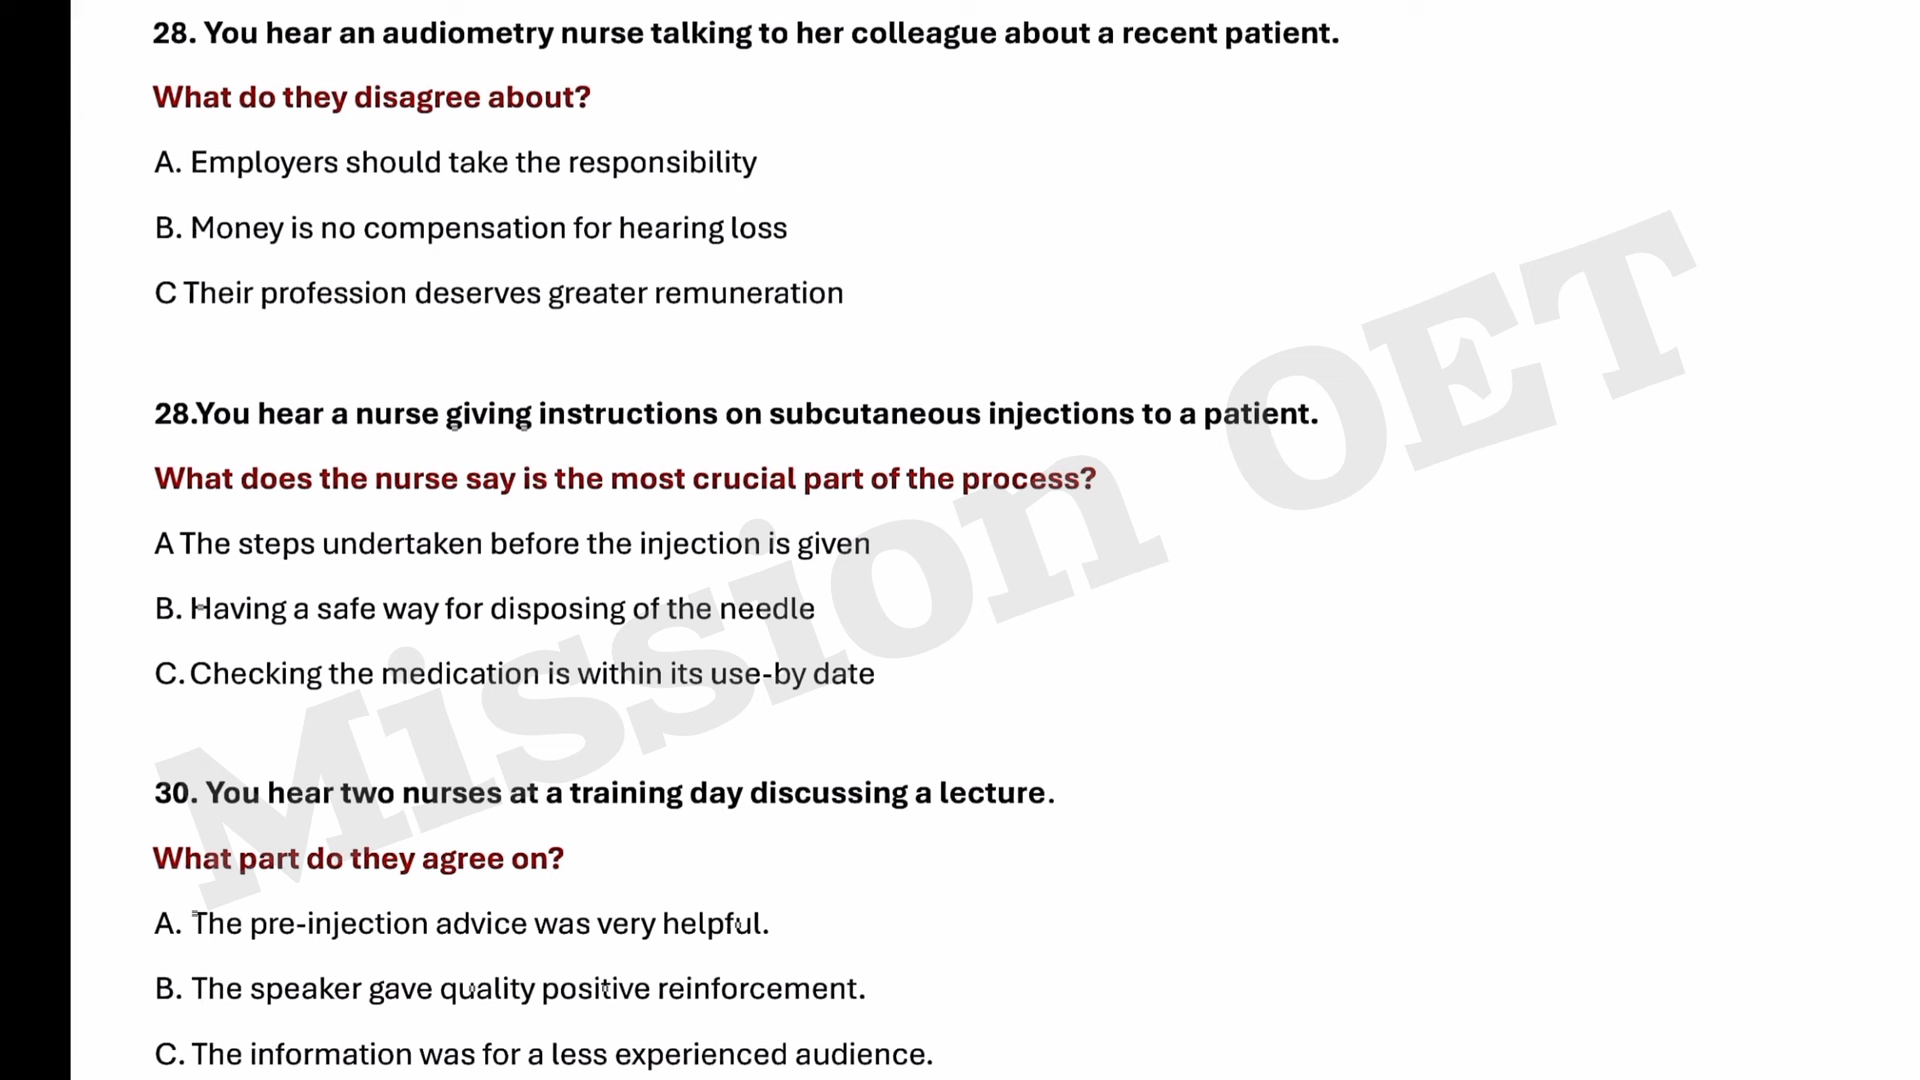 28. You hear an audiometry nurse talking to her colleague about a recent patient.
What do they disagree about?
A. Employers should take the responsibility
B. Money is no compensation for hearing loss
C Their profession deserves greater remuneration
28.You hear a nurse giving instructions on subcutaneous injections to a patient.
What does the nurse say is the most crucial part of the process?
A The steps undertaken before the injection is given
B. Having a safe way for disposing of the needle
C. Checking the medication is within its use-by date
30. You hear two nurses at a training day discussing a lecture.
What part do they agree on?
A. The pre-injection advice was very helpful.
B. The speaker gave quality positive reinforcement.
C. The information was for a less experienced audience.
Mission OET